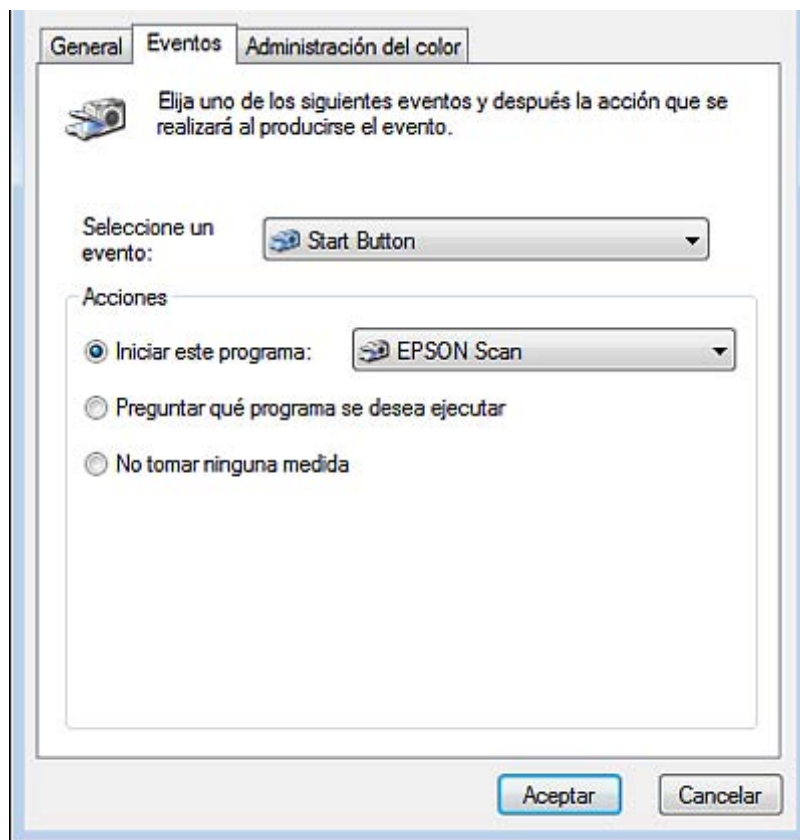 General
Eventos
Administración del color
Elija uno de los siguientes eventos y después la acción que se
realizará al producirse el evento.
Seleccione un
evento:
Start Button
Acciones
Iniciar este programa:
EPSON Scan
Preguntar qué programa se desea ejecutar
No tomar ninguna medida
Aceptar
Cancelar